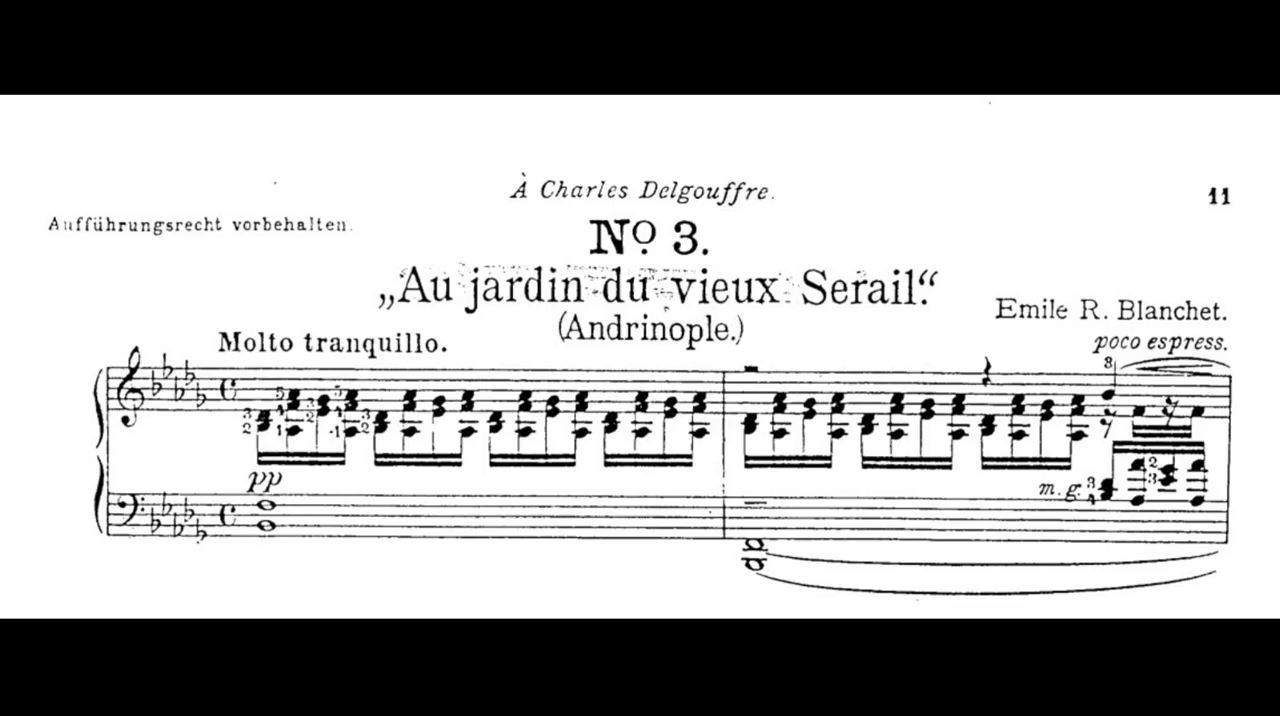 À Charles Delgouffre.
11
Aufführungsrecht vorbehalten.
Nº 3.
„Au jardin du vieux Serail.“
(Andrinople.)
Emile R. Blanchet.
Molto tranquillo.
poco espress.
pp
m. g.